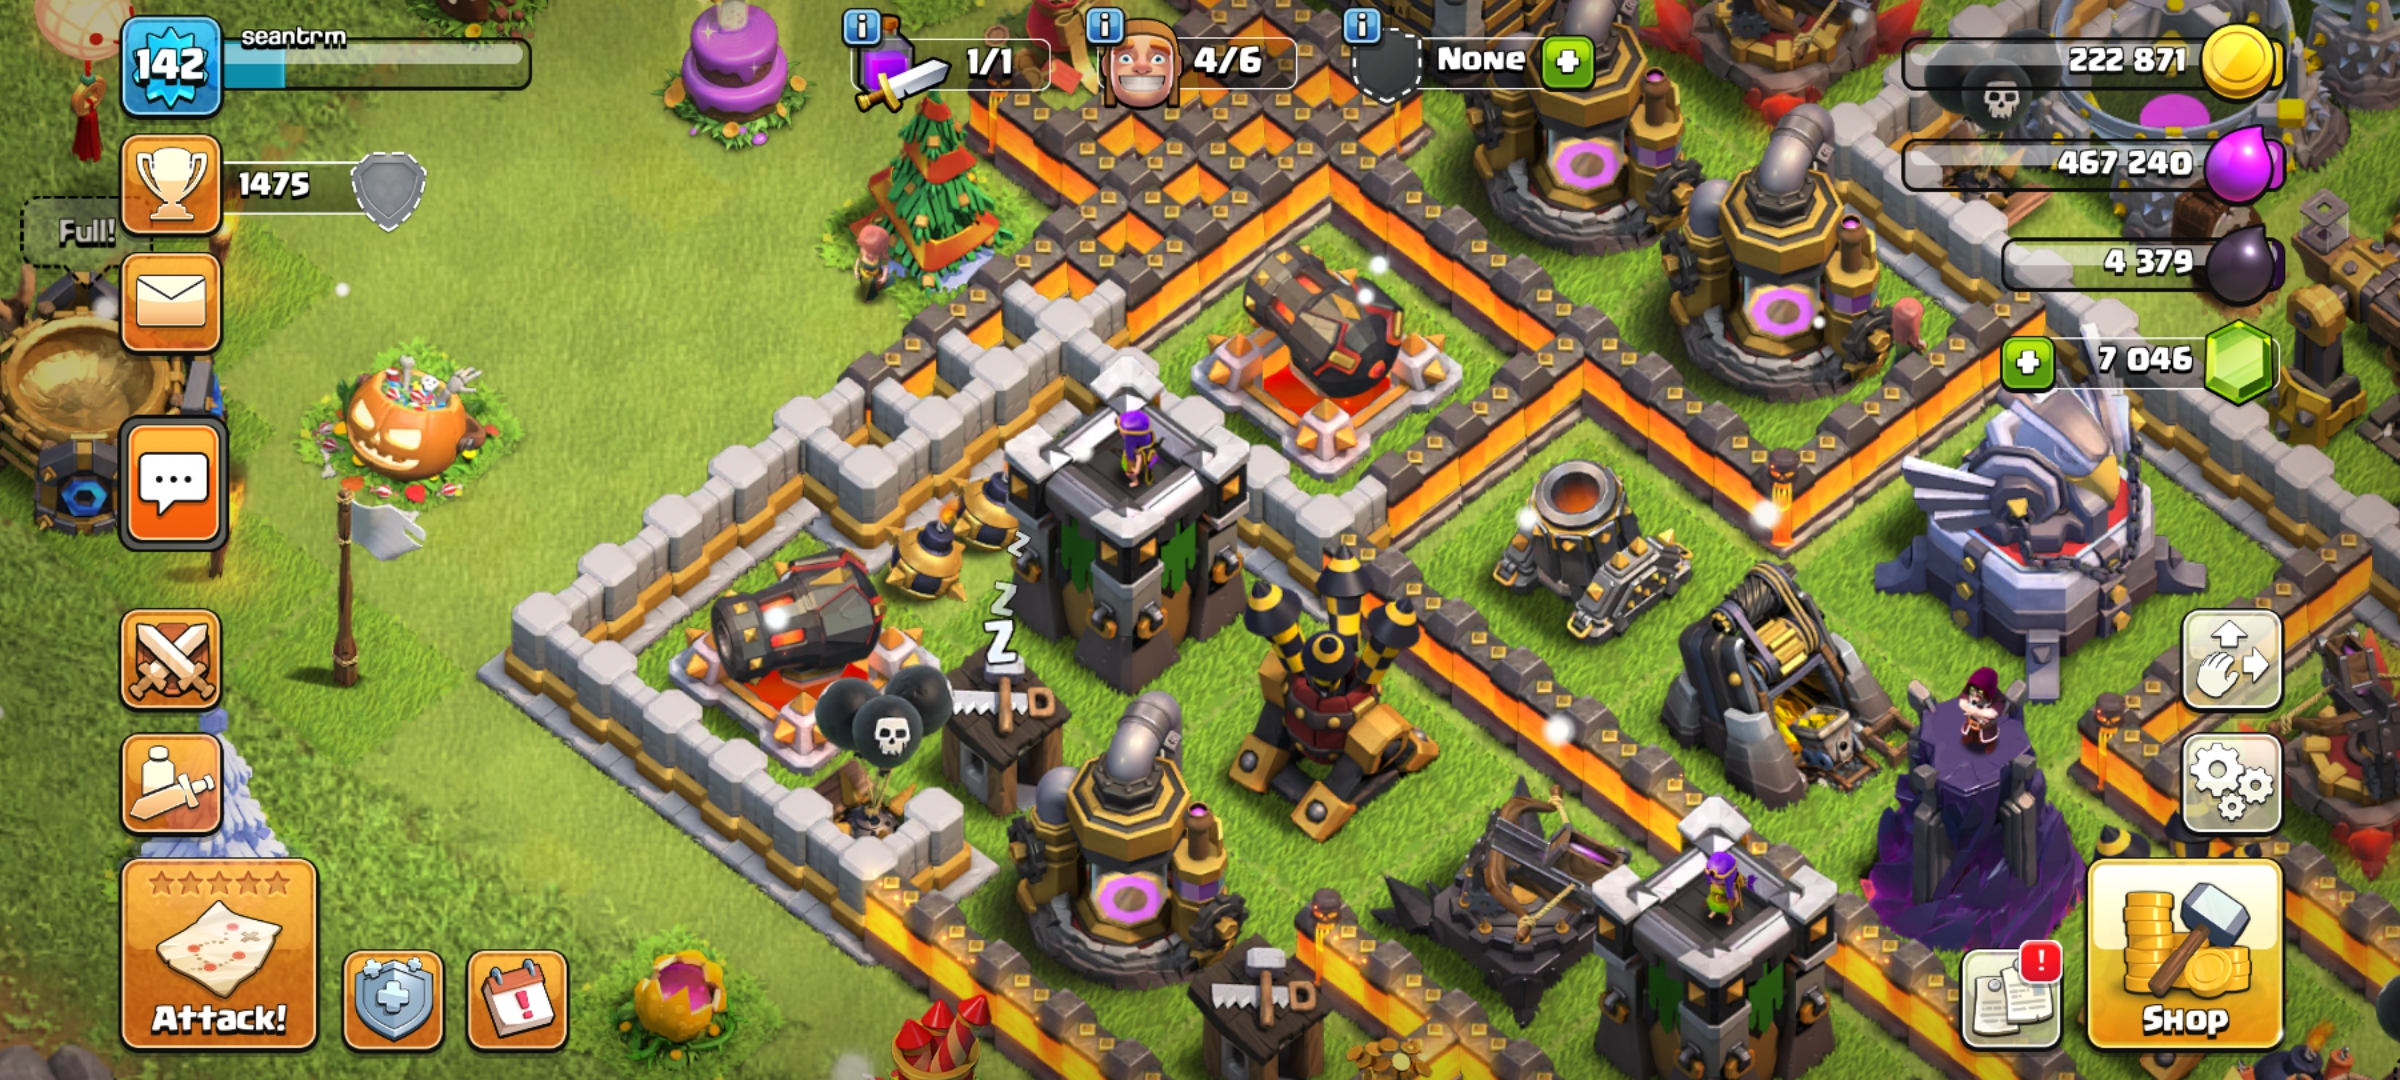 142
seantrm
1/1
4/6
None
222 871
1475
467 240
Full!
4 379
7 046
z
z
Z
Attack!
Shop